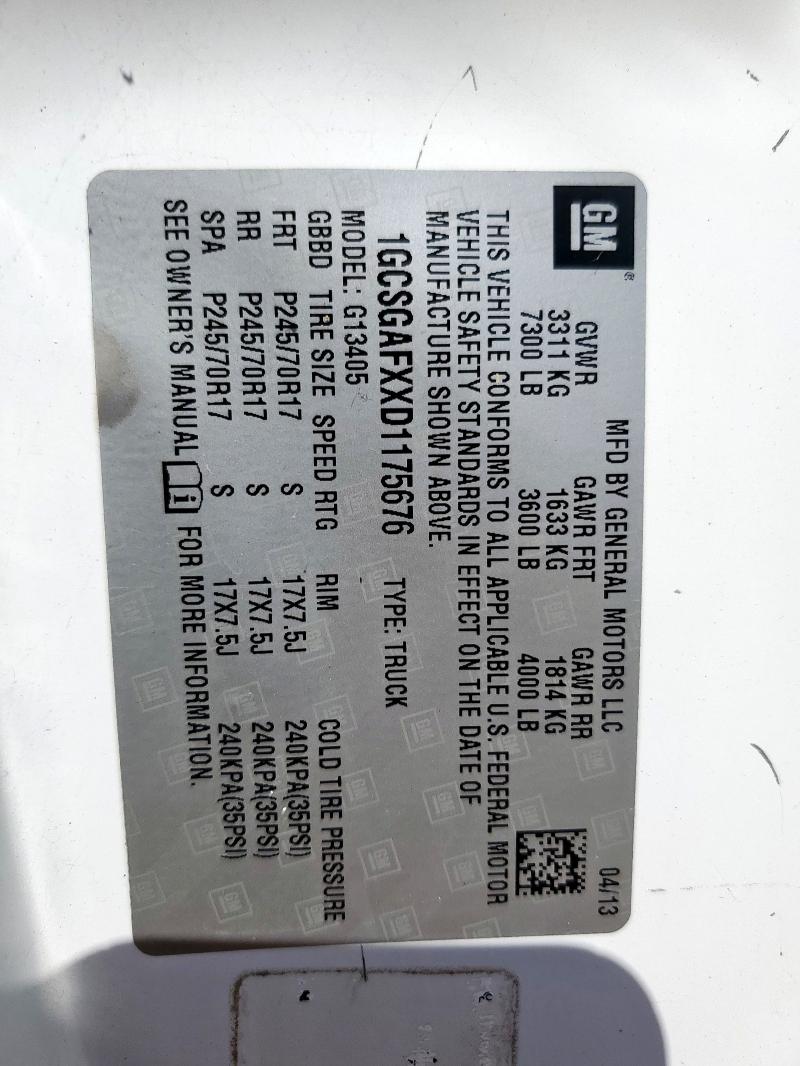 GM®
MFD BY GENERAL MOTORS LLC 04/13
GVWR GAWR FRT GAWR RR
3311 KG 1633 KG 1814 KG
7300 LB 3600 LB 4000 LB
THIS VEHICLE CONFORMS TO ALL APPLICABLE U.S. FEDERAL MOTOR
VEHICLE SAFETY STANDARDS IN EFFECT ON THE DATE OF
MANUFACTURE SHOWN ABOVE.
1GCSGAFXXD1175676 TYPE: TRUCK
MODEL: G13405
GBBD TIRE SIZE SPEED RTG RIM COLD TIRE PRESSURE
FRT P245/70R17 S 17X7.5J 240KPA(35PSI)
RR P245/70R17 S 17X7.5J 240KPA(35PSI)
SPA P245/70R17 S 17X7.5J 240KPA(35PSI)
SEE OWNER'S MANUAL i FOR MORE INFORMATION.